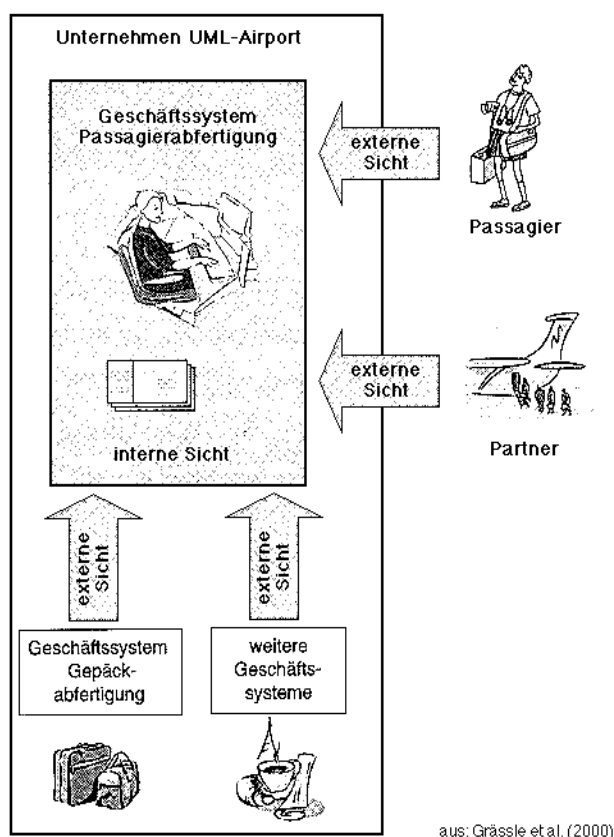 Unternehmen UML-Airport
Geschäftssystem
Passagierabfertigung
externe
Sicht
Passagier
externe
Sicht
Partner
interne Sicht
externe
Sicht
externe
Sicht
Geschäftssystem
Gepäck-
abfertigung
weitere
Geschäfts-
systeme
aus: Grässle et al. (2000)